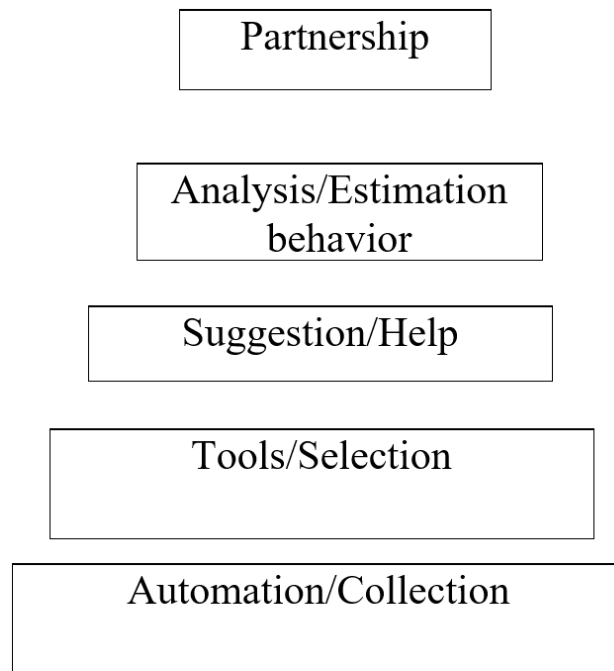 Partnership
Analysis/Estimation
behavior
Suggestion/Help
Tools/Selection
Automation/Collection